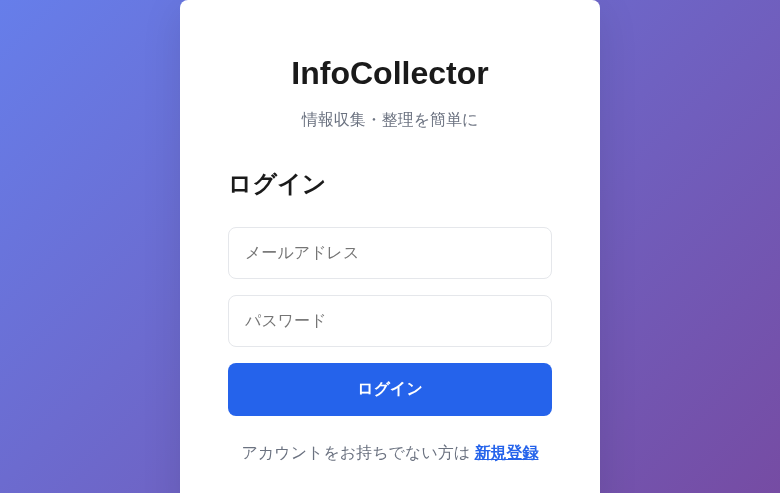 InfoCollector
情報収集・整理を簡単に
ログイン
メールアドレス
パスワード
ログイン
アカウントをお持ちでない方は 新規登録